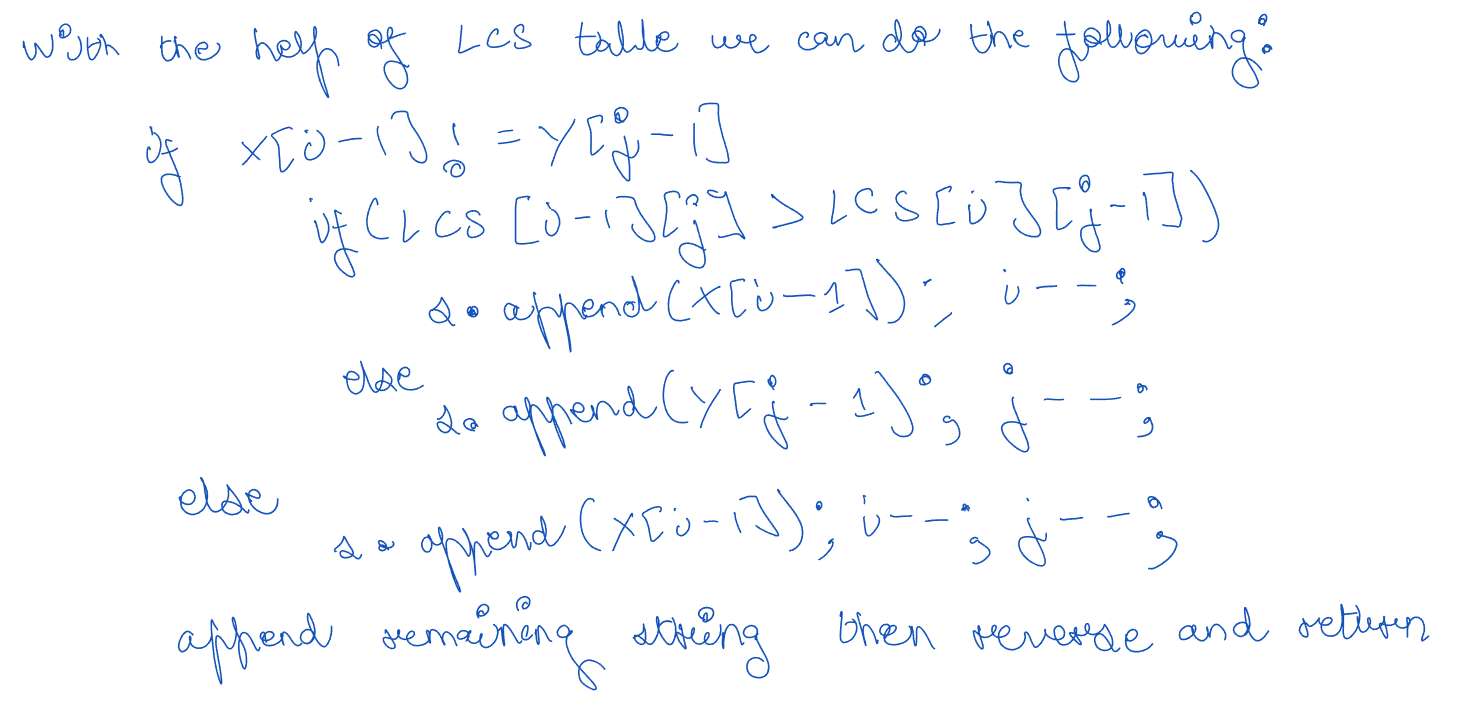 With the help of LCS table we can do the following:
if X[i-1] != Y[j-1]
if(LCS[i-1][j] > LCS[i][j-1])
s.append(X[i-1]); i--;
else
s.append(Y[j-1); j--;
else
s.append(X[i-1]); i--; j--;
append remaining string then reverse and return